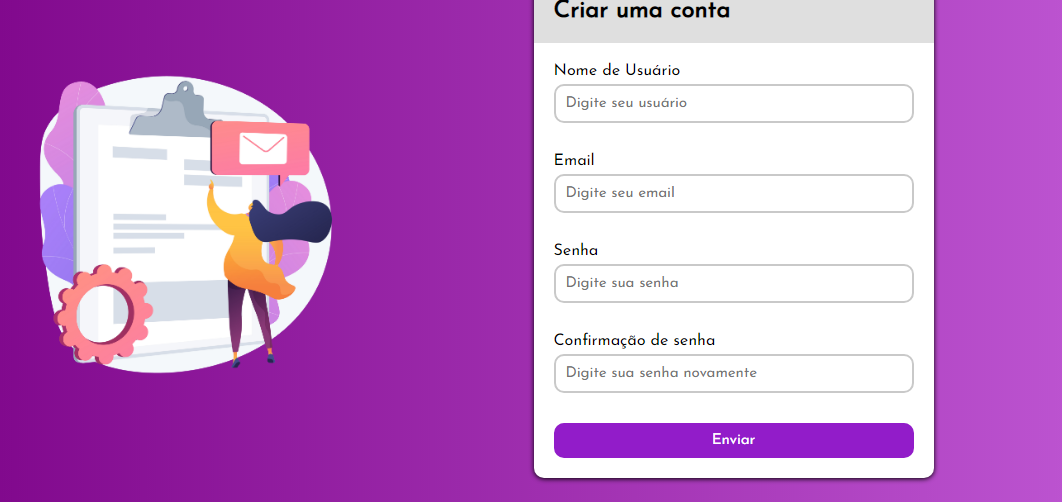 Criar uma conta
Nome de Usuário
Digite seu usuário
Email
Digite seu email
Senha
Digite sua senha
Confirmação de senha
Digite sua senha novamente
Enviar